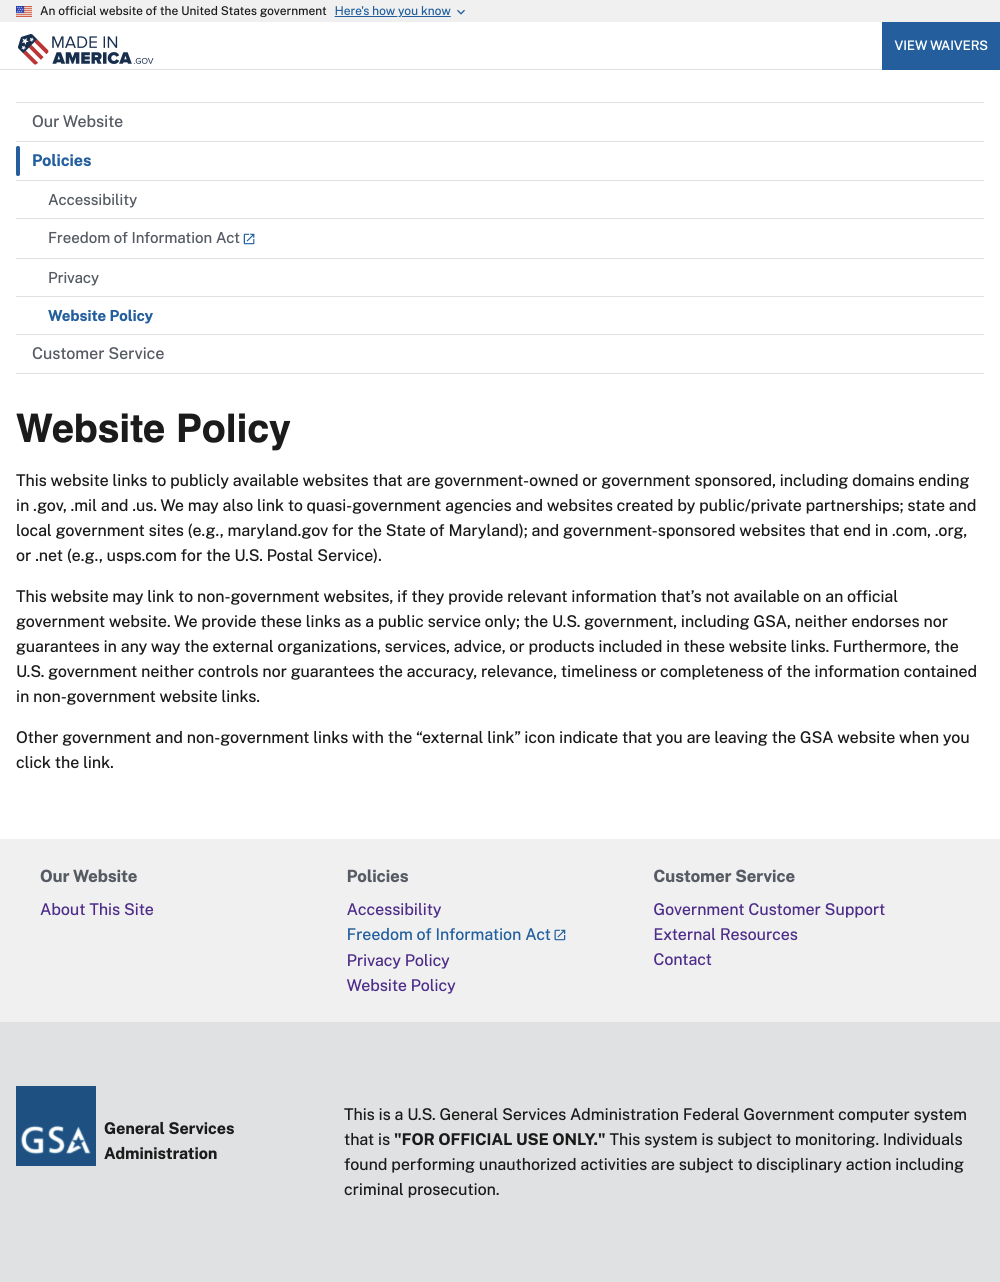 An official website of the United States government Here's how you know
MADE IN
AMERICA.GOV
VIEW WAIVERS
Our Website
Policies
Accessibility
Freedom of Information Act
Privacy
Website Policy
Customer Service
Website Policy
This website links to publicly available websites that are government-owned or government sponsored, including domains ending
in .gov, .mil and .us. We may also link to quasi-government agencies and websites created by public/private partnerships; state and
local government sites (e.g., maryland.gov for the State of Maryland); and government-sponsored websites that end in .com, .org,
or .net (e.g., usps.com for the U.S. Postal Service).
This website may link to non-government websites, if they provide relevant information that’s not available on an official
government website. We provide these links as a public service only; the U.S. government, including GSA, neither endorses nor
guarantees in any way the external organizations, services, advice, or products included in these website links. Furthermore, the
U.S. government neither controls nor guarantees the accuracy, relevance, timeliness or completeness of the information contained
in non-government website links.
Other government and non-government links with the “external link” icon indicate that you are leaving the GSA website when you
click the link.
Our Website
About This Site
Policies
Accessibility
Freedom of Information Act
Privacy Policy
Website Policy
Customer Service
Government Customer Support
External Resources
Contact
GSA
General Services
Administration
This is a U.S. General Services Administration Federal Government computer system
that is "FOR OFFICIAL USE ONLY." This system is subject to monitoring. Individuals
found performing unauthorized activities are subject to disciplinary action including
criminal prosecution.